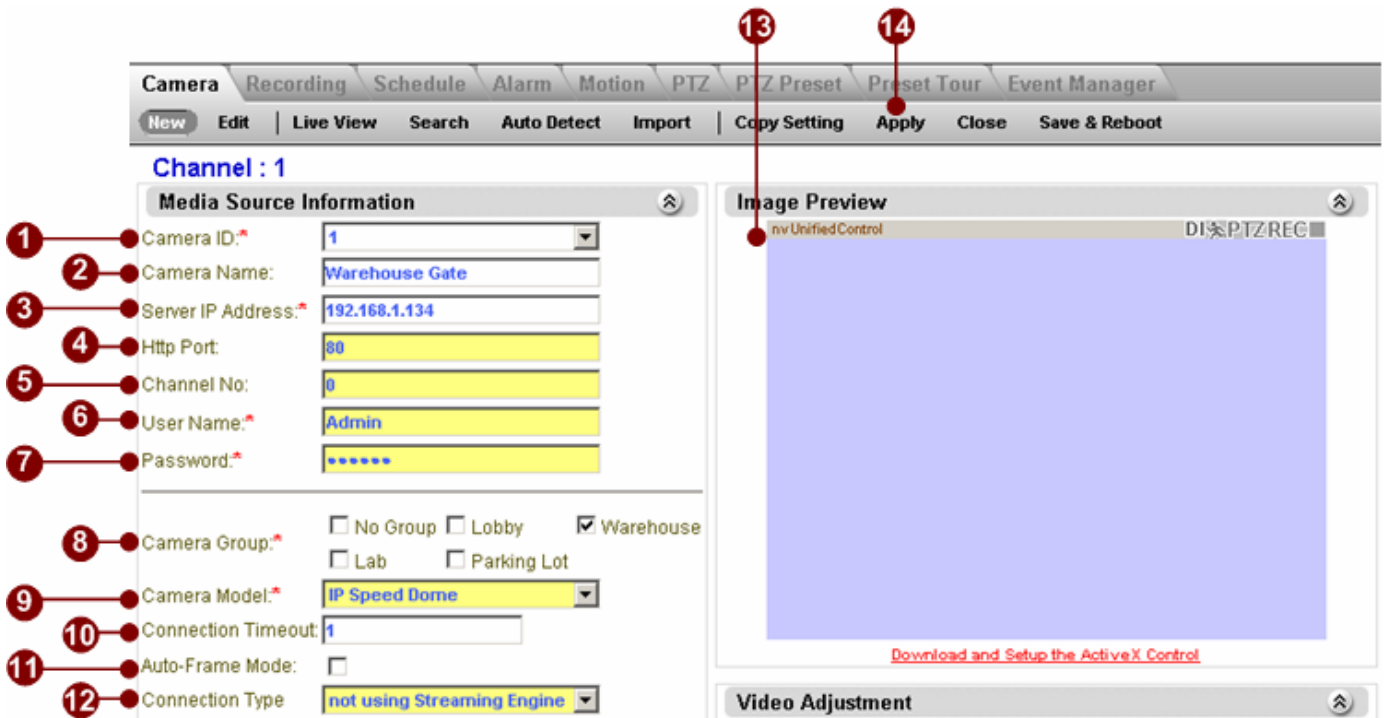 13 14
Camera Recording Schedule Alarm Motion PTZ PTZ Preset Preset Tour Event Manager
New Edit | Live View Search Auto Detect Import | Copy Setting Apply Close Save & Reboot
Channel : 1
Media Source Information
1 Camera ID:* 1
2 Camera Name: Warehouse Gate
3 Server IP Address:* 192.168.1.134
4 Http Port: 80
5 Channel No: 0
6 User Name:* Admin
7 Password:* ••••••
8 Camera Group:* No Group Lobby Warehouse
Lab Parking Lot
9 Camera Model:* IP Speed Dome
10 Connection Timeout: 1
11 Auto-Frame Mode:
12 Connection Type not using Streaming Engine
Image Preview
nvUnifiedControl DI PTZ REC
Download and Setup the ActiveX Control
Video Adjustment